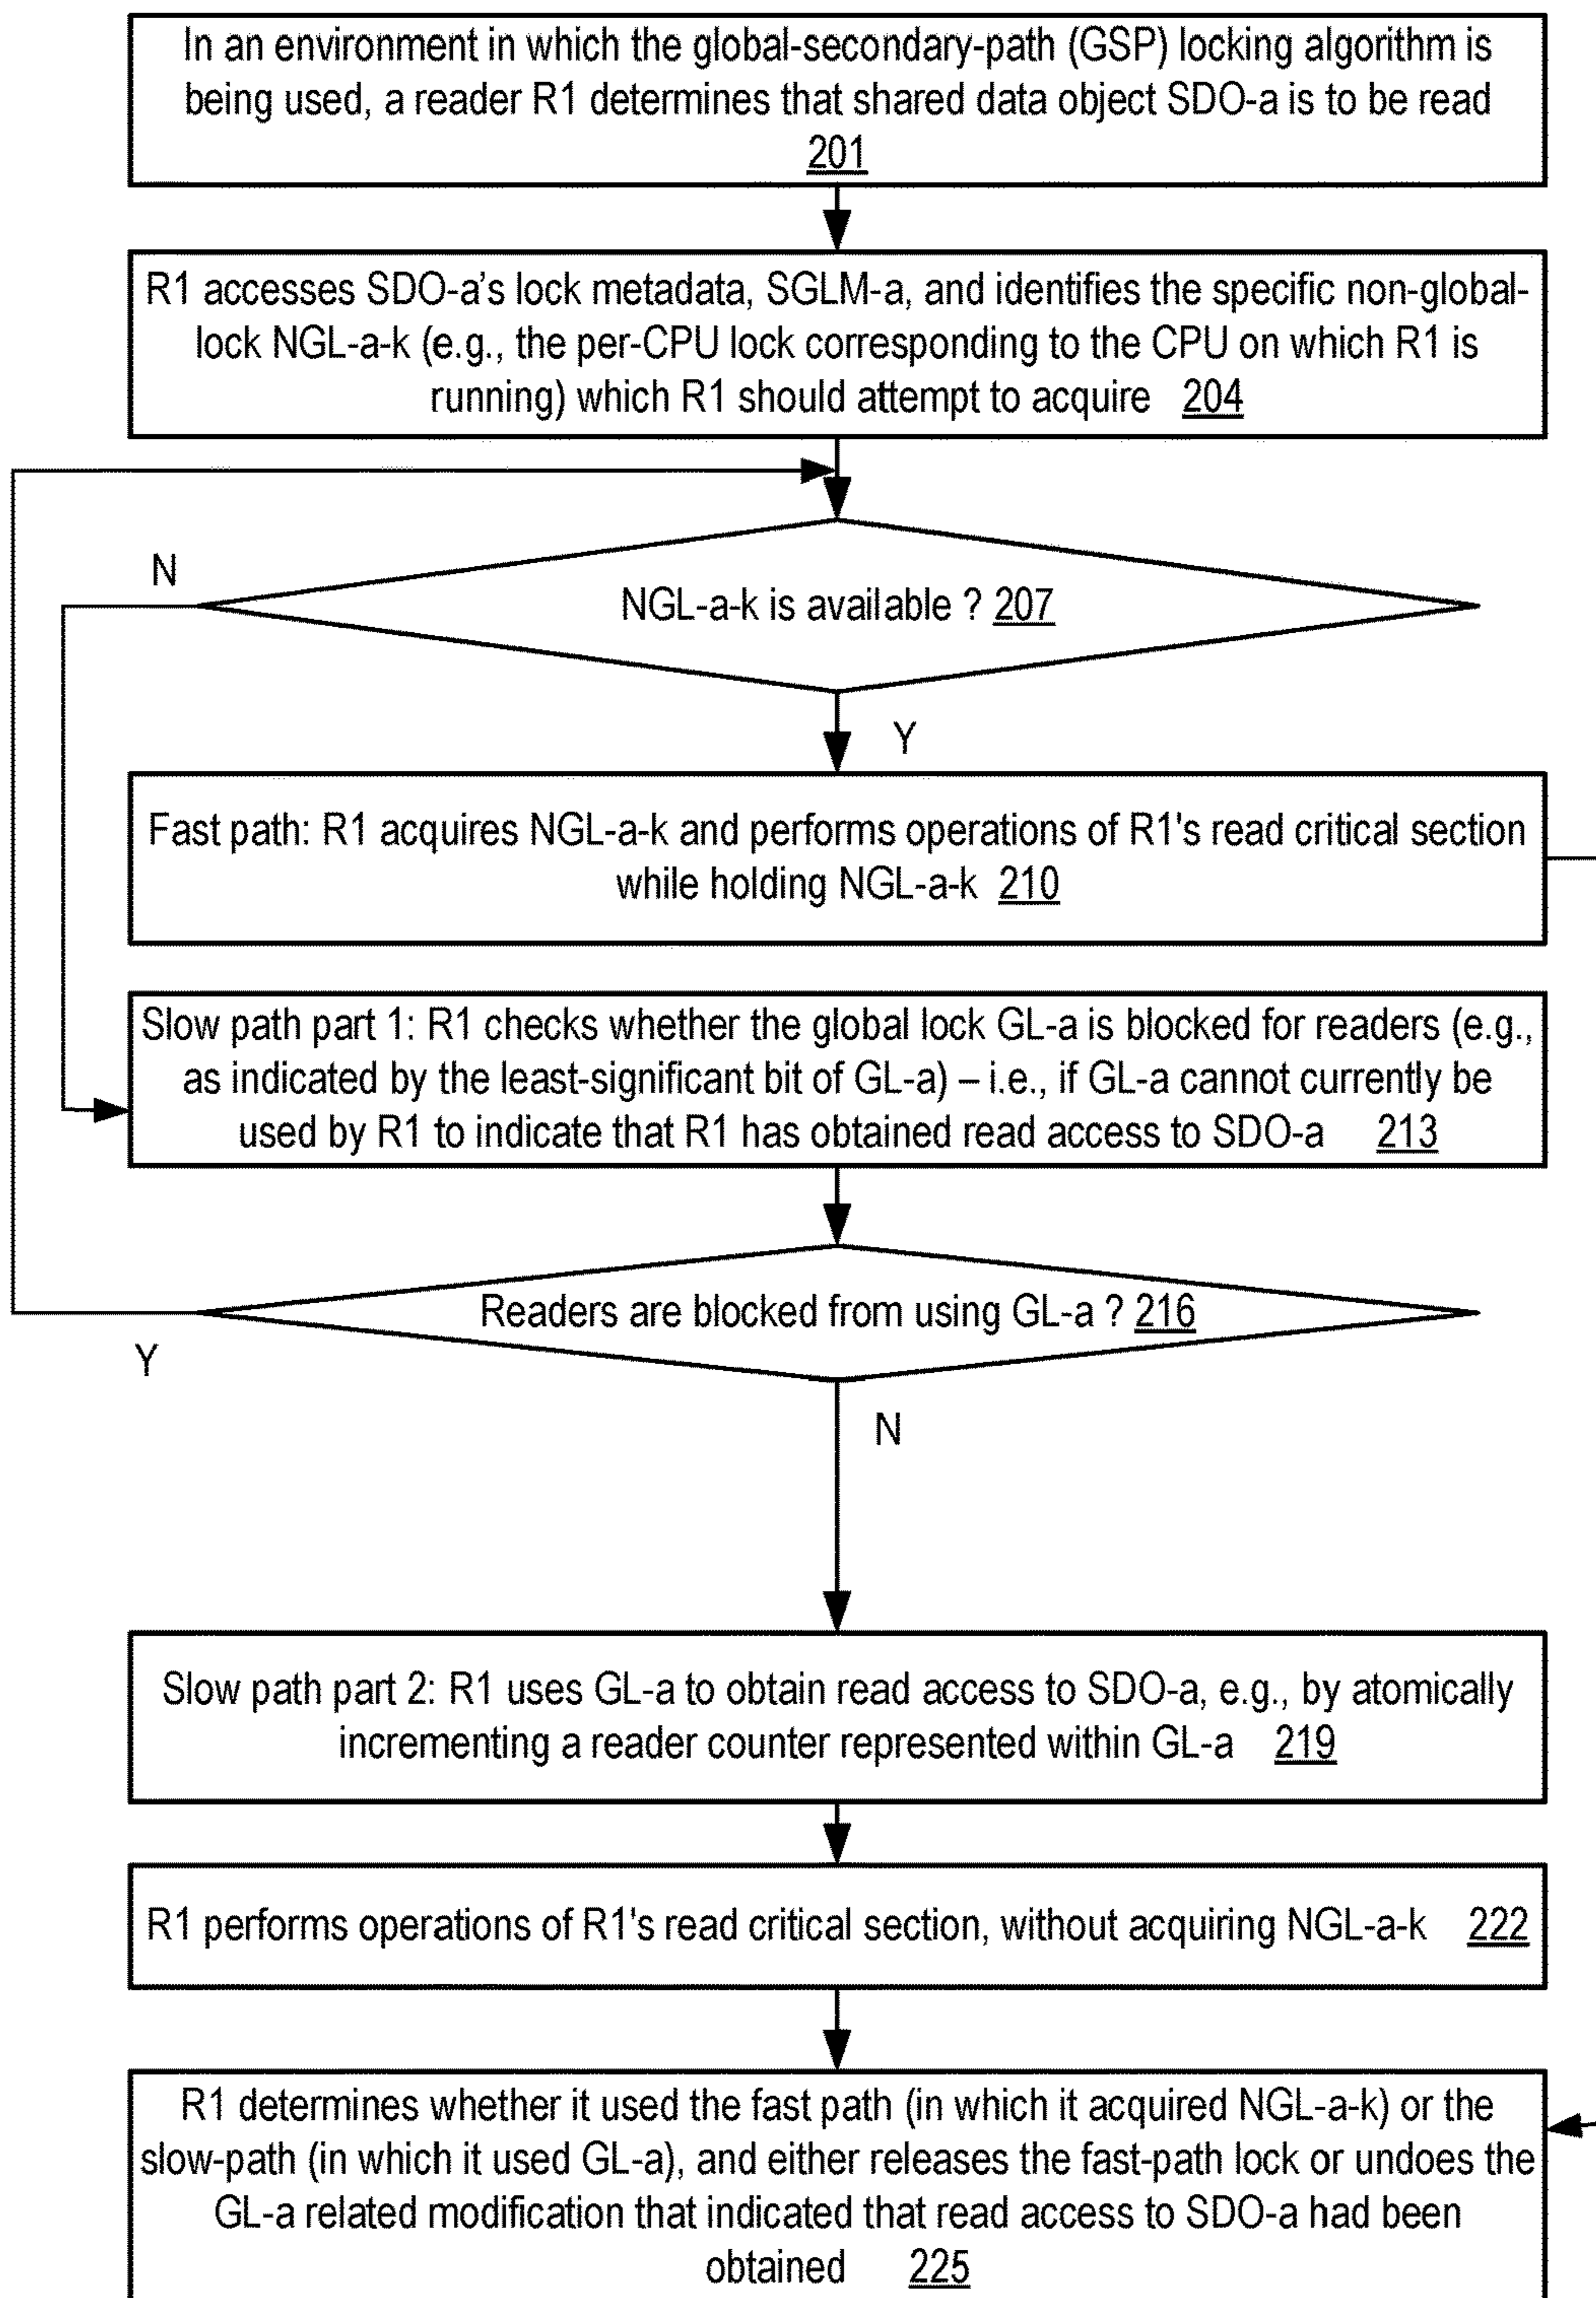 In an environment in which the global-secondary-path (GSP) locking algorithm is
being used, a reader R1 determines that shared data object SDO-a is to be read
201
R1 accesses SDO-a's lock metadata, SGLM-a, and identifies the specific non-global-
lock NGL-a-k (e.g., the per-CPU lock corresponding to the CPU on which R1 is
running) which R1 should attempt to acquire 204
N
NGL-a-k is available ? 207
Y
Fast path: R1 acquires NGL-a-k and performs operations of R1's read critical section
while holding NGL-a-k 210
Slow path part 1: R1 checks whether the global lock GL-a is blocked for readers (e.g.,
as indicated by the least-significant bit of GL-a) – i.e., if GL-a cannot currently be
used by R1 to indicate that R1 has obtained read access to SDO-a 213
Readers are blocked from using GL-a ? 216
Y
N
Slow path part 2: R1 uses GL-a to obtain read access to SDO-a, e.g., by atomically
incrementing a reader counter represented within GL-a 219
R1 performs operations of R1's read critical section, without acquiring NGL-a-k 222
R1 determines whether it used the fast path (in which it acquired NGL-a-k) or the
slow-path (in which it used GL-a), and either releases the fast-path lock or undoes the
GL-a related modification that indicated that read access to SDO-a had been
obtained 225